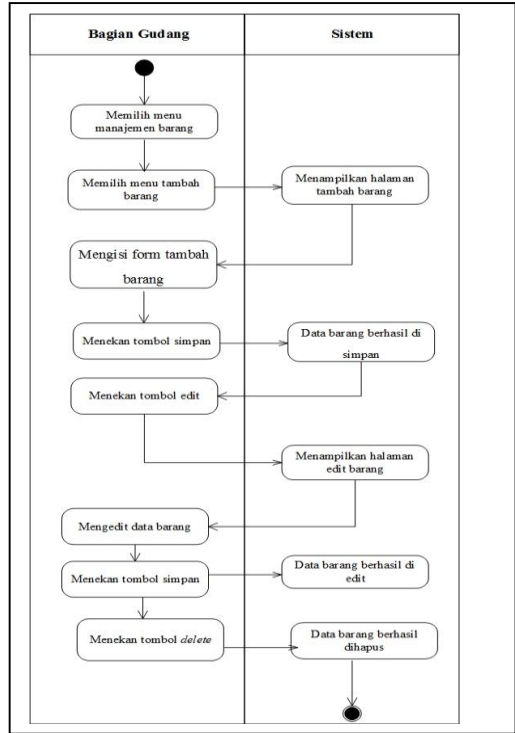 Bagian Gudang
Sistem
Memilih menu
manajemen barang
Memilih menu tambah
barang
Menampilkan halaman
tambah barang
Mengisi form tambah
barang
Menekan tombol simpan
Data barang berhasil di
simpan
Menekan tombol edit
Menampilkan halaman
edit barang
Mengedit data barang
Menekan tombol simpan
Data barang berhasil di
edit
Menekan tombol delete
Data barang berhasil
dihapus